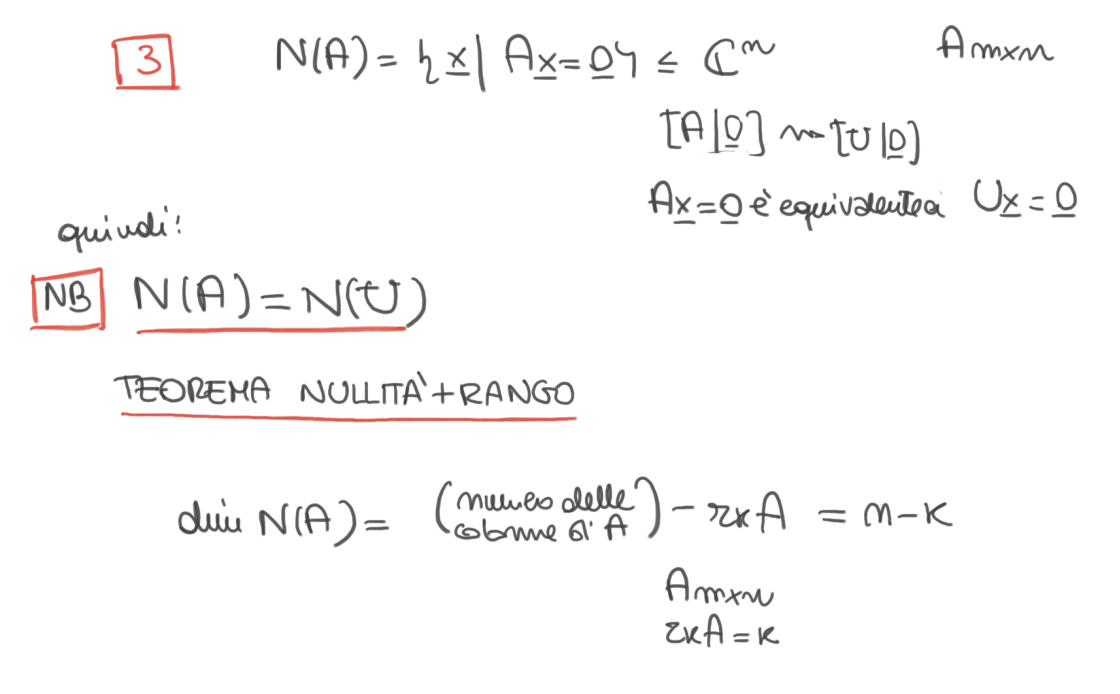 3 N(A) = { x | Ax = 0 } ≤ ℂⁿ A m×n
[A|0] ⇝ [U|0]
Ax = 0 è equivalente a Ux = 0
quindi:
NB N(A) = N(U)
TEOREMA NULLITÀ + RANGO
dim N(A) = (numero delle colonne di A) - rk A = n - k
A m×n
rk A = k